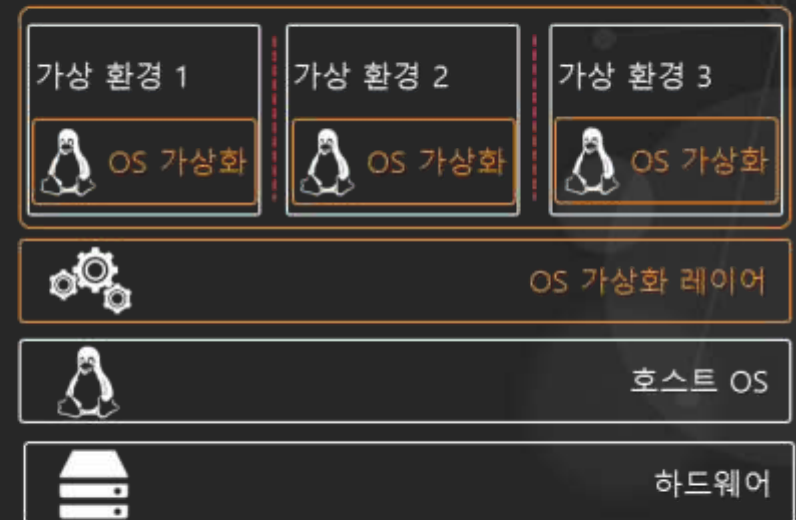 가상 환경 1
가상 환경 2
가상 환경 3
OS 가상화
OS 가상화
OS 가상화
OS 가상화 레이어
호스트 OS
하드웨어